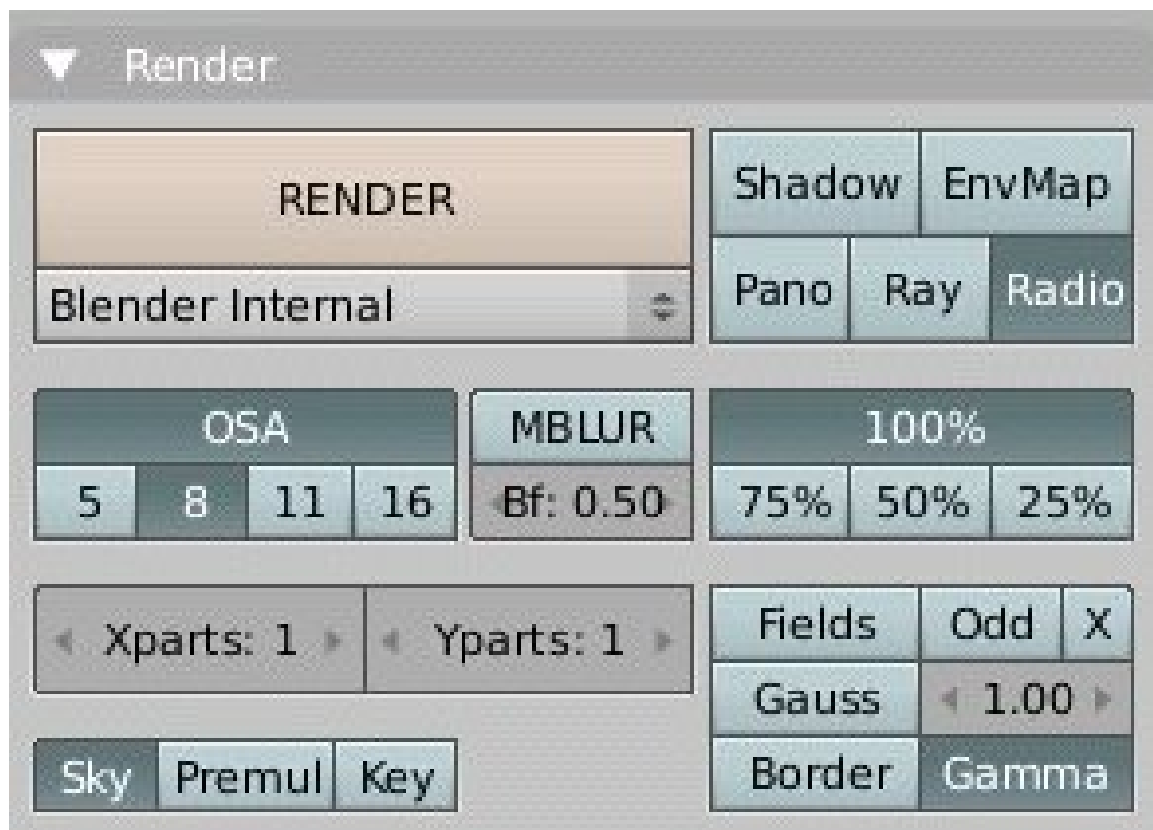 Render
RENDER
Blender Internal
Shadow EnvMap
Pano Ray Radio
OSA
5 8 11 16
MBLUR
Bf: 0.50
100%
75% 50% 25%
Xparts: 1 Yparts: 1
Sky Premul Key
Fields Odd X
Gauss 1.00
Border Gamma